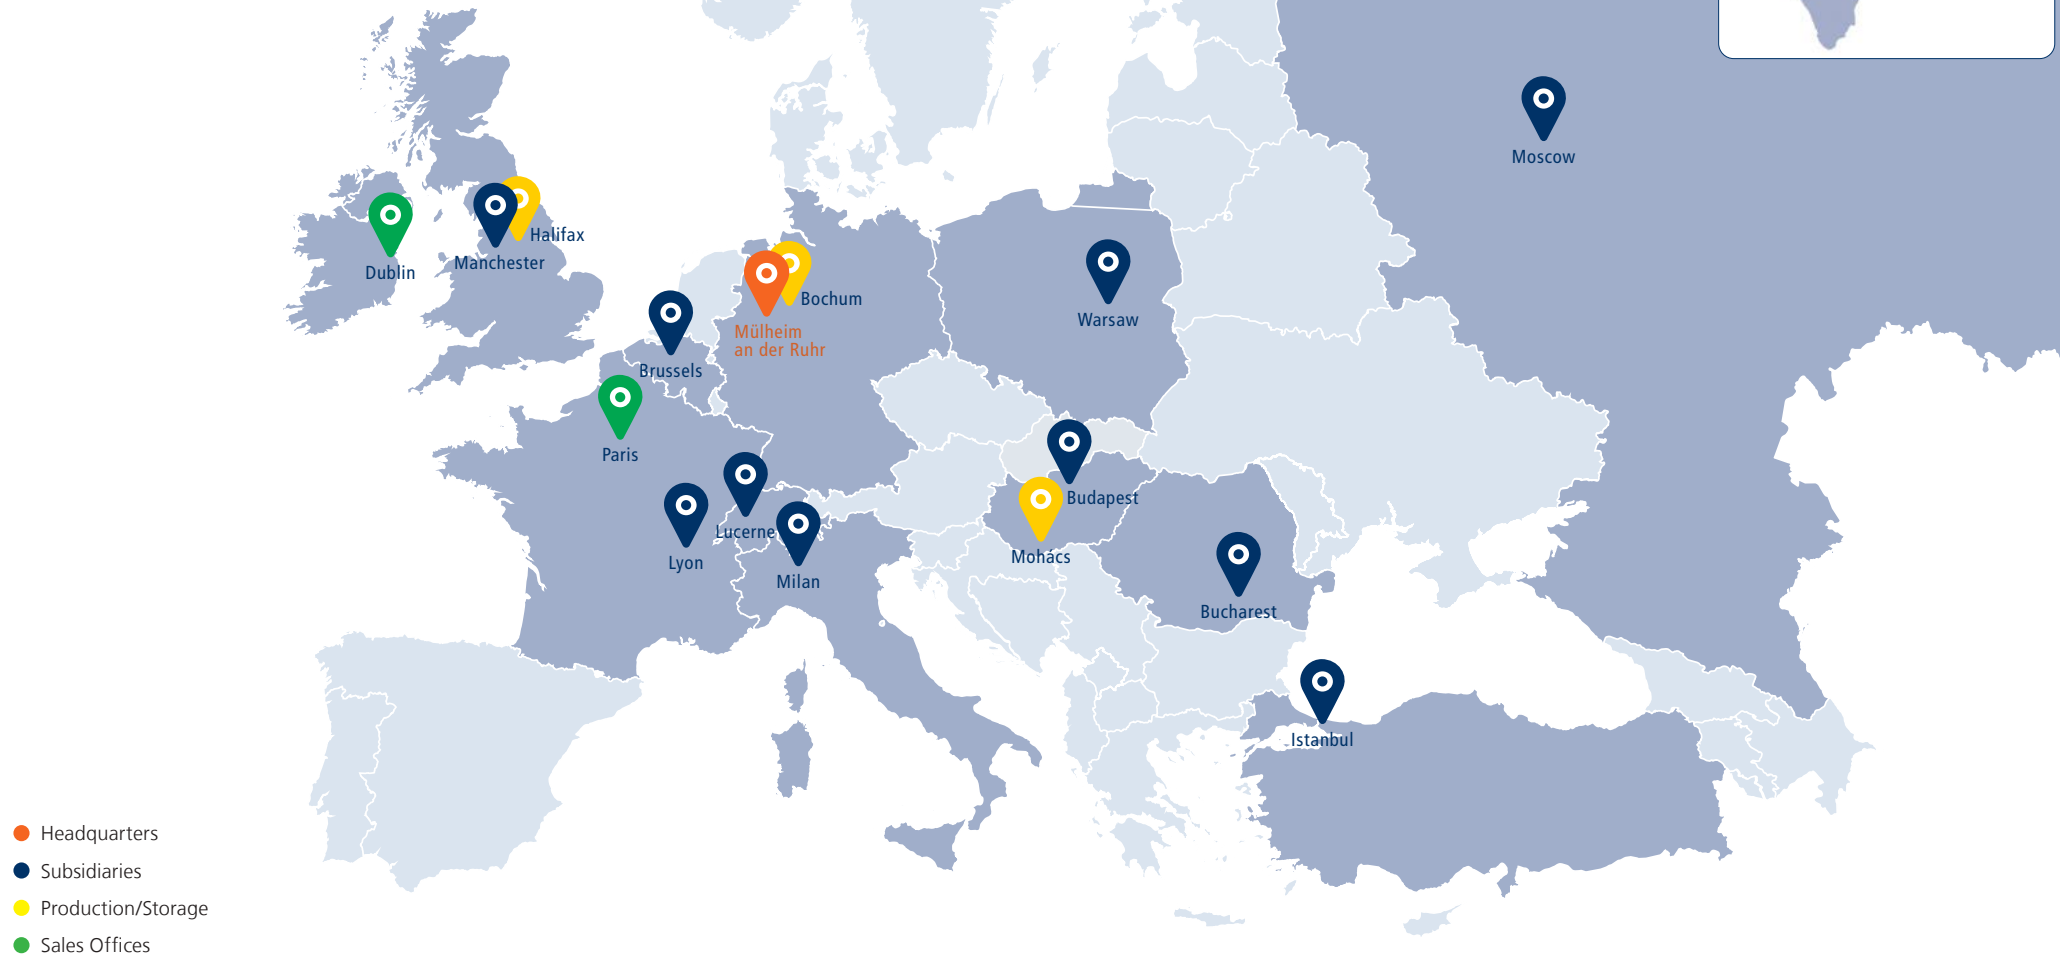 Moscow
Halifax
Manchester
Dublin
Bochum
Warsaw
Mülheim
an der Ruhr
Brussels
Paris
Budapest
Lucerne
Mohács
Lyon
Milan
Bucharest
Istanbul
Headquarters
Subsidiaries
Production/Storage
Sales Offices